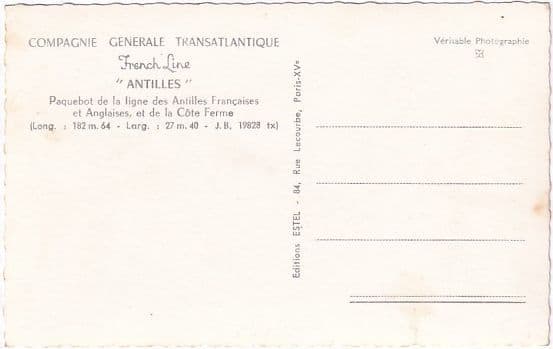 COMPAGNIE GENERALE TRANSATLANTIQUE
French Line
" ANTILLES "
Paquebot de la ligne des Antilles Françaises
et Anglaises, et de la Côte Ferme
(Long. : 182 m. 64 - Larg. : 27 m. 40 - J. B. 19828 tx)
Editions ESTEL - 84, Rue Lecourbe, Paris-XVe
Véritable Photographie